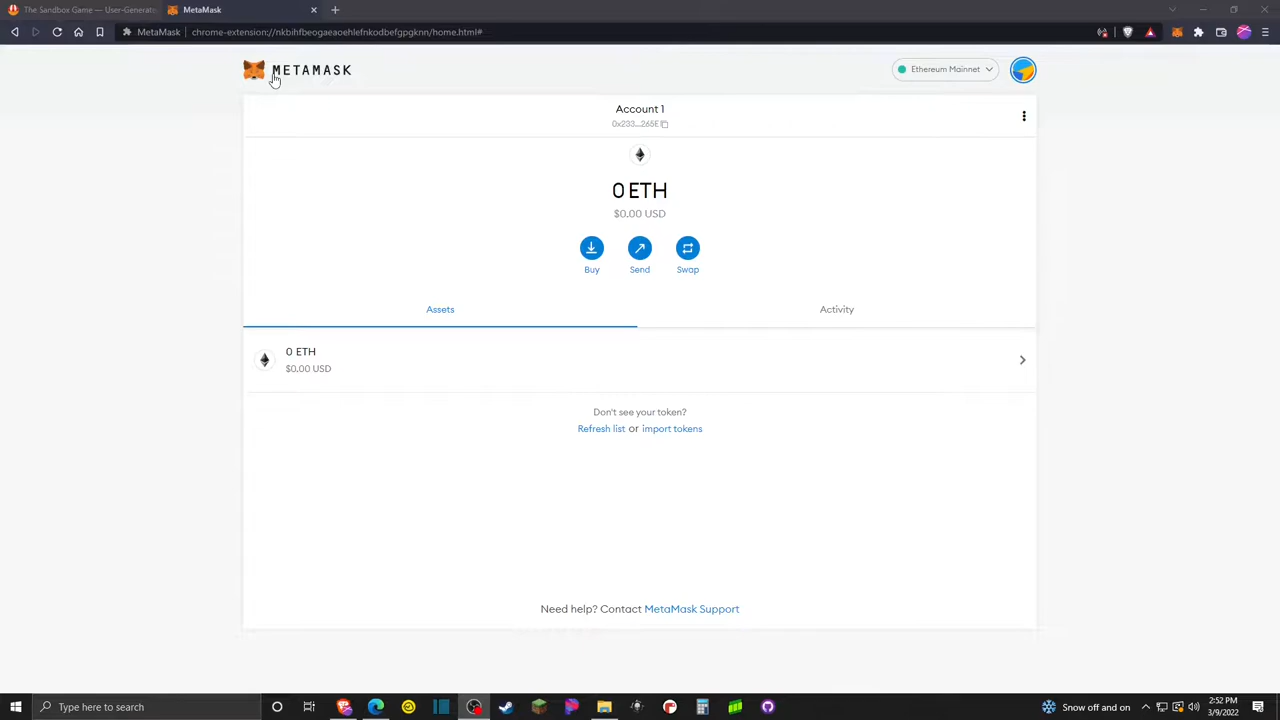 The Sandbox Game — User-Generate
MetaMask
MetaMask
chrome-extension://nkbihfbeogaeaoehlefnkodbefgpgknn/home.html#
METAMASK
Ethereum Mainnet
Account 1
0x233...265E
0 ETH
$0.00 USD
Buy
Send
Swap
Assets
Activity
0 ETH
$0.00 USD
Don't see your token?
Refresh list or import tokens
Need help? Contact MetaMask Support
Type here to search
Snow off and on
2:52 PM
3/9/2022